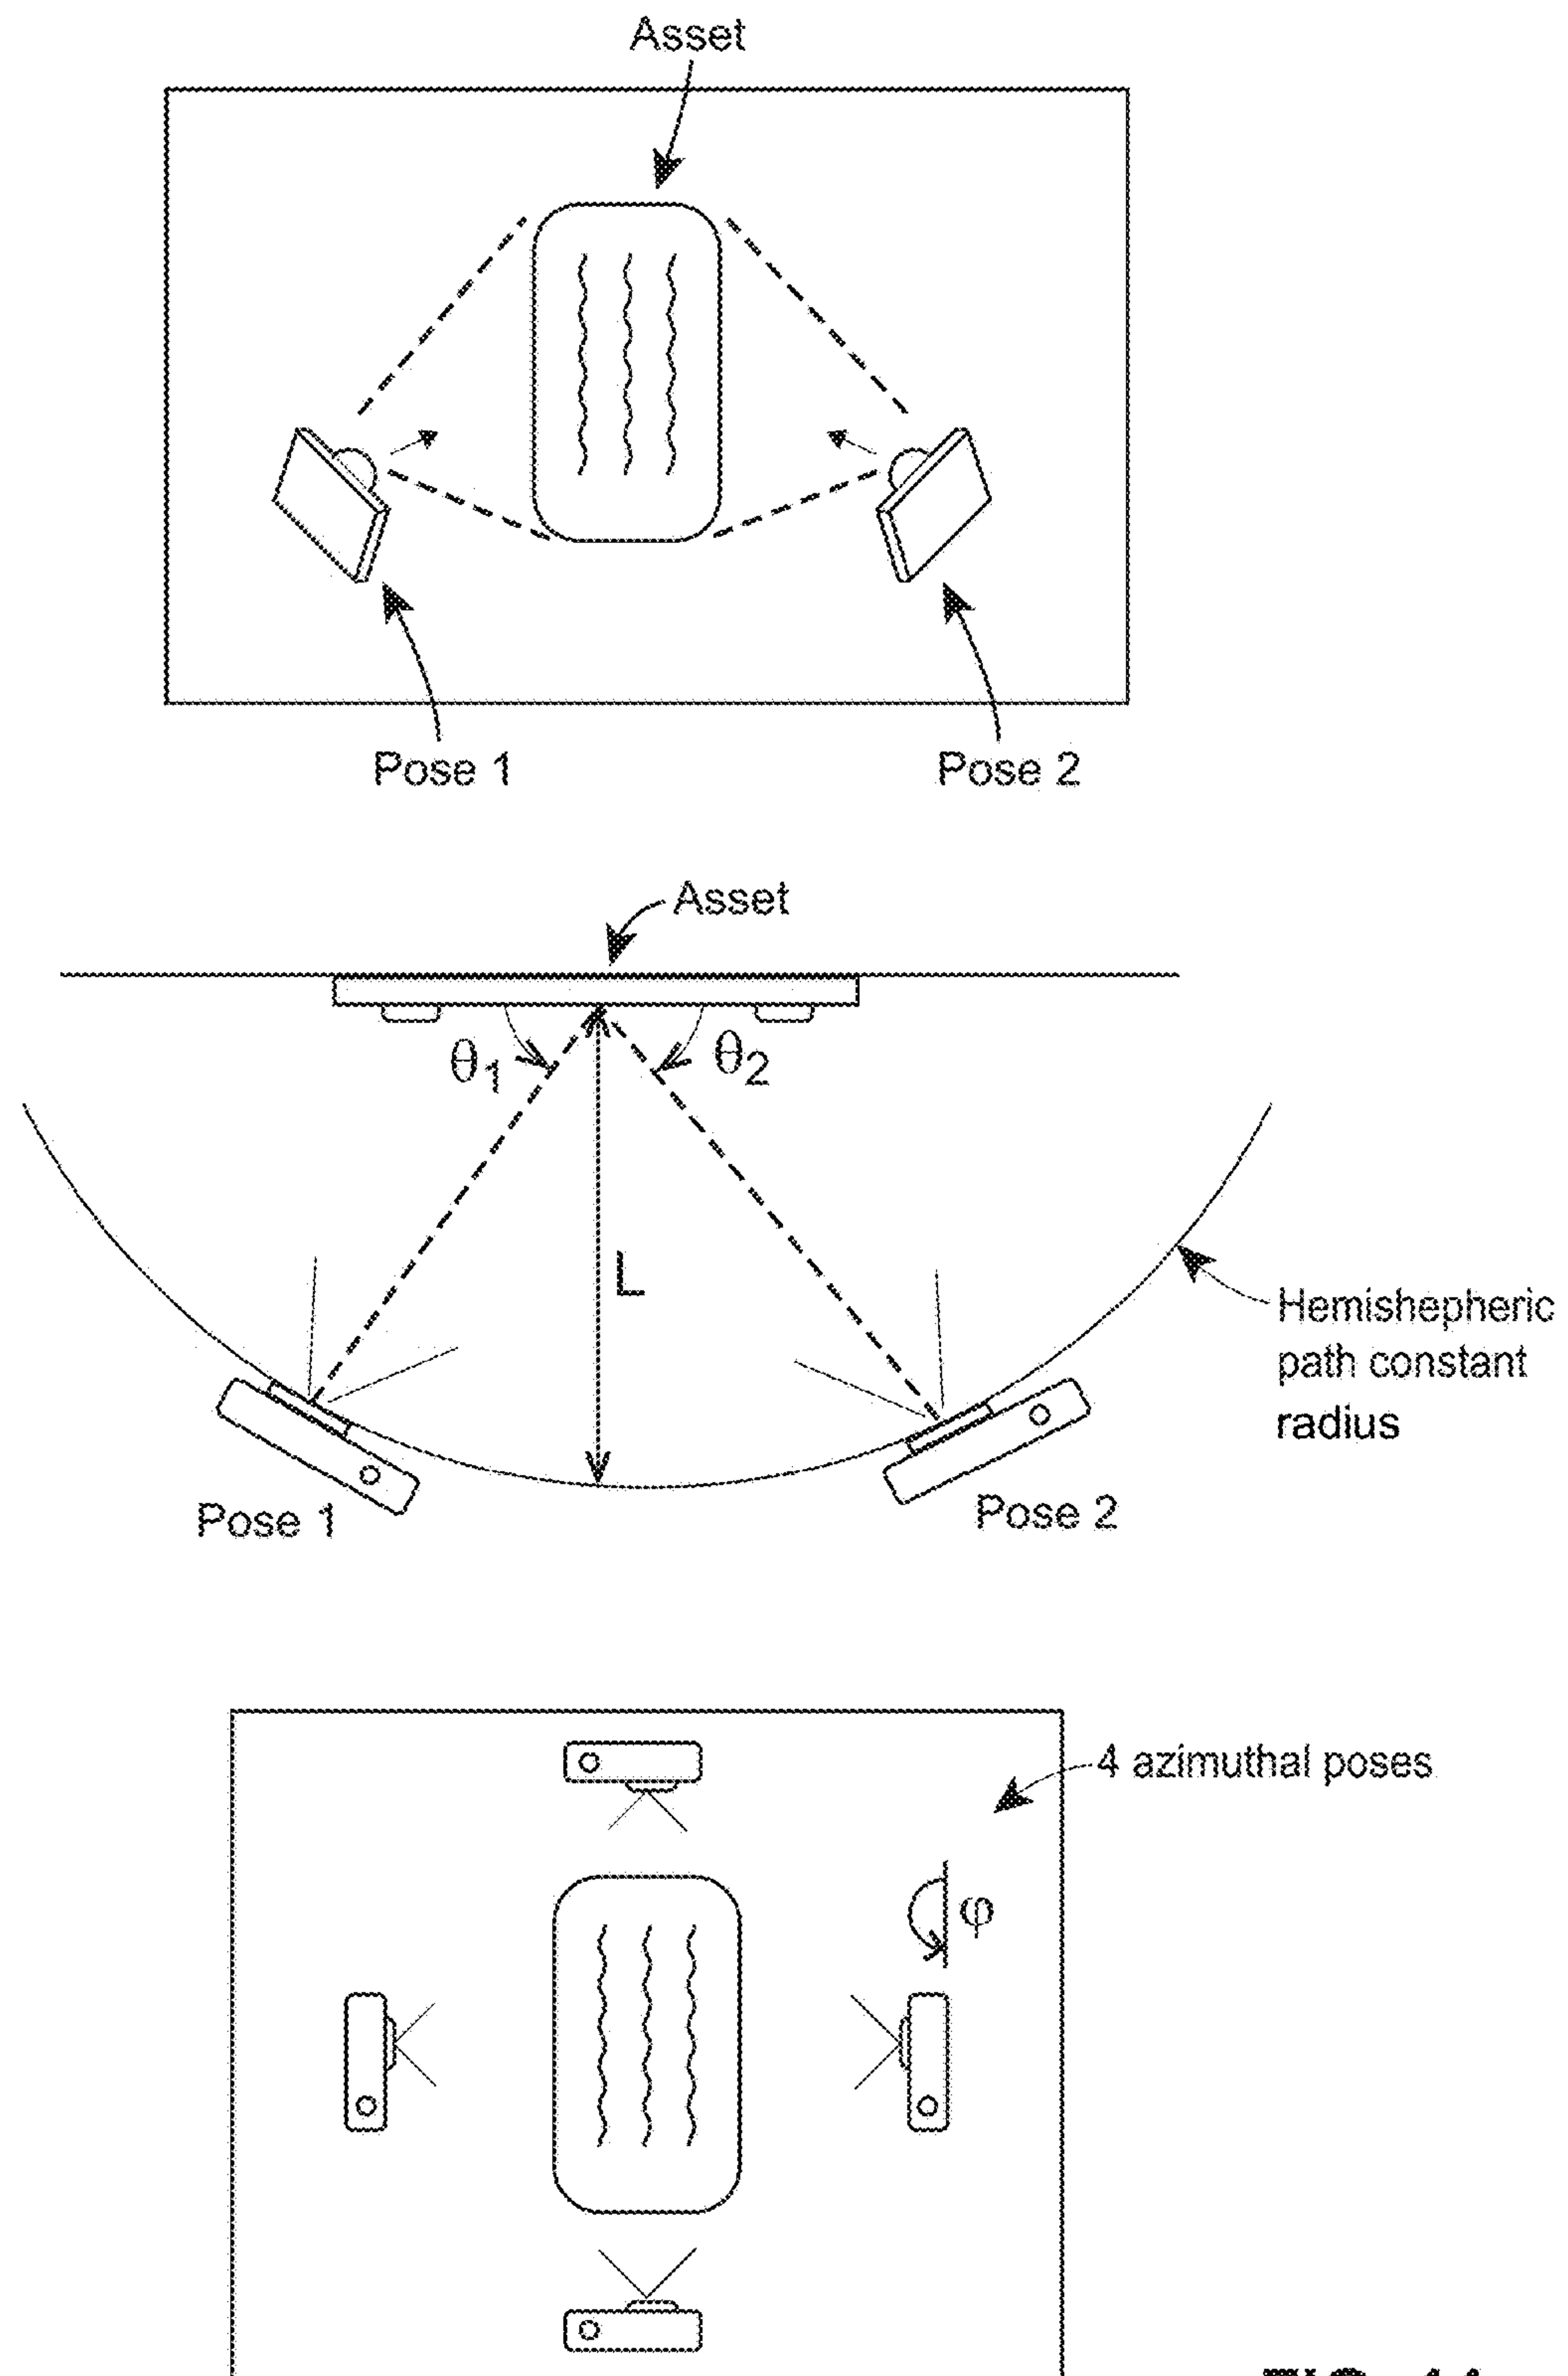 Asset
Pose 1
Pose 2
Asset
θ1
θ2
L
Hemishepheric
path constant
radius
Pose 1
Pose 2
4 azimuthal poses
φ